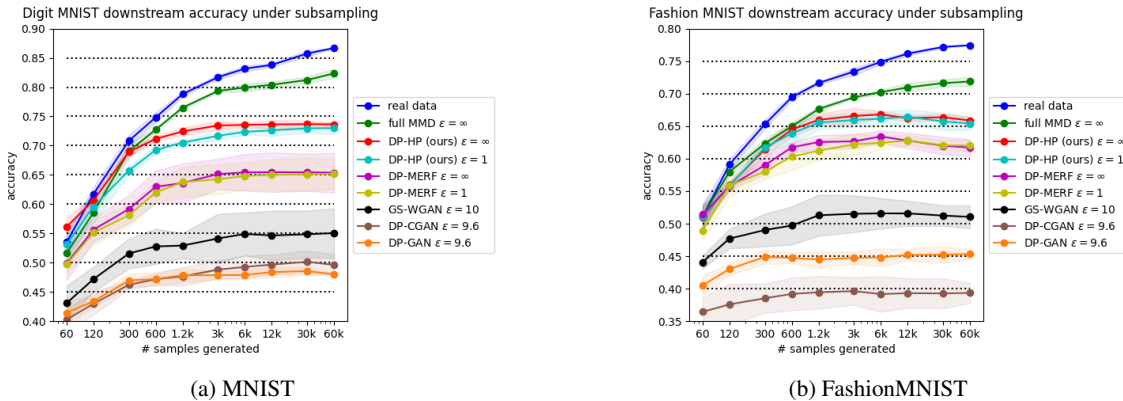 Digit MNIST downstream accuracy under subsampling
0.90
0.85
0.80
0.75
0.70
0.65
0.60
0.55
0.50
0.45
0.40
accuracy
60 120 300 600 1.2k 3k 6k 12k 30k 60k
# samples generated
real data
full MMD ε = ∞
DP-HP (ours) ε = ∞
DP-HP (ours) ε = 1
DP-MERF ε = ∞
DP-MERF ε = 1
GS-WGAN ε = 10
DP-CGAN ε = 9.6
DP-GAN ε = 9.6
(a) MNIST
Fashion MNIST downstream accuracy under subsampling
0.80
0.75
0.70
0.65
0.60
0.55
0.50
0.45
0.40
0.35
accuracy
60 120 300 600 1.2k 3k 6k 12k 30k 60k
# samples generated
real data
full MMD ε = ∞
DP-HP (ours) ε = ∞
DP-HP (ours) ε = 1
DP-MERF ε = ∞
DP-MERF ε = 1
GS-WGAN ε = 10
DP-CGAN ε = 9.6
DP-GAN ε = 9.6
(b) FashionMNIST